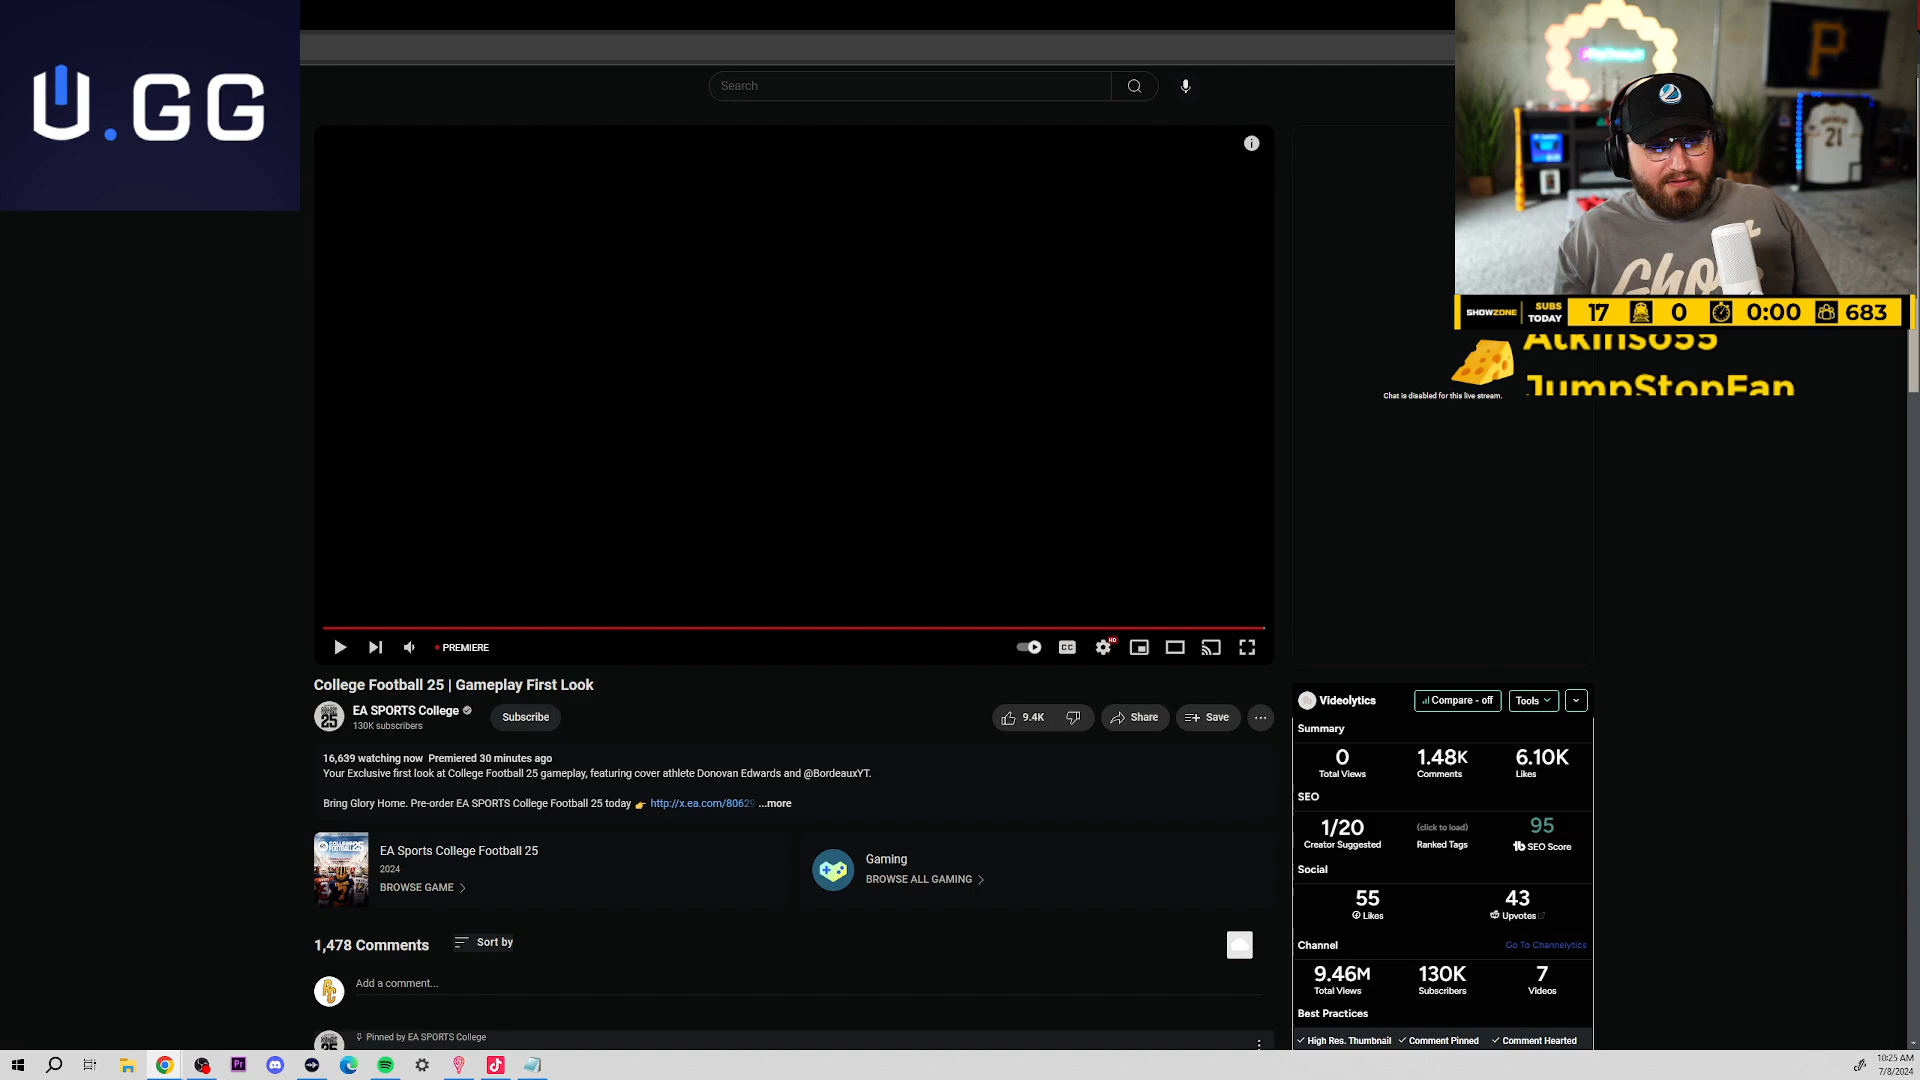 U.GG
Search
PREMIERE
College Football 25 | Gameplay First Look
EA SPORTS College
130K subscribers
Subscribe
9.4K
Share
Save
16,639 watching now Premiered 30 minutes ago
Your Exclusive first look at College Football 25 gameplay, featuring cover athlete Donovan Edwards and @BordeauxYT.
Bring Glory Home. Pre-order EA SPORTS College Football 25 today 👉 http://x.ea.com/80629 ...more
EA Sports College Football 25
2024
BROWSE GAME
Gaming
BROWSE ALL GAMING
1,478 Comments
Sort by
Add a comment...
Pinned by EA SPORTS College
P
21
SHOWZONE
SUBS TODAY
17 0 0:00 683
Atkinso55
JumpStopFan
Chat is disabled for this live stream.
Videolytics
Compare - off
Tools
Summary
0 1.48K 6.10K
Total Views Comments Likes
SEO
1/20 (click to load) 95
Creator Suggested Ranked Tags tb SEO Score
Social
55 43
Likes Upvotes
Channel Go To Channelytics
9.46M 130K 7
Total Views Subscribers Videos
Best Practices
High Res. Thumbnail Comment Pinned Comment Hearted
10:25 AM
7/8/2024